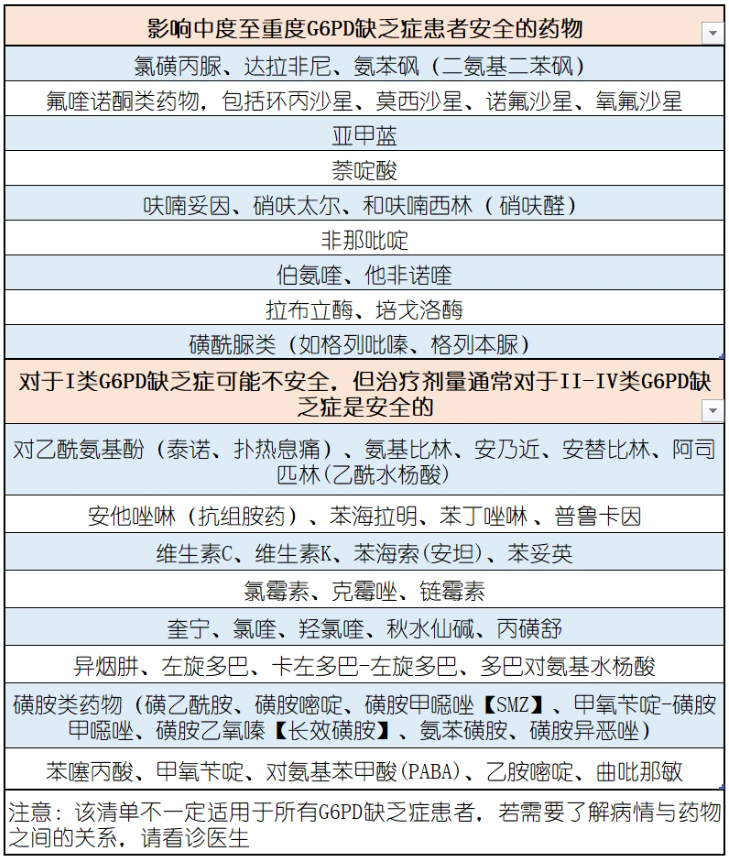 影响中度至重度G6PD缺乏症患者安全的药物
氯磺丙脲、达拉非尼、氨苯砜（二氨基二苯砜）
氟喹诺酮类药物，包括环丙沙星、莫西沙星、诺氟沙星、氧氟沙星
亚甲蓝
萘啶酸
呋喃妥因、硝呋太尔、和呋喃西林（硝呋醛）
非那吡啶
伯氨喹、他非诺喹
拉布立酶、培戈洛酶
磺酰脲类（如格列吡嗪、格列本脲）
对于I类G6PD缺乏症可能不安全，但治疗剂量通常对于II-IV类G6PD缺
乏症是安全的
对乙酰氨基酚（泰诺、扑热息痛）、氨基比林、安乃近、安替比林、阿司
匹林(乙酰水杨酸)
安他唑啉（抗组胺药）、苯海拉明、苯丁唑啉、普鲁卡因
维生素C、维生素K、苯海索(安坦)、苯妥英
氯霉素、克霉唑、链霉素
奎宁、氯喹、羟氯喹、秋水仙碱、丙磺舒
异烟肼、左旋多巴、卡左多巴-左旋多巴、多巴对氨基水杨酸
磺胺类药物（磺乙酰胺、磺胺嘧啶、磺胺甲噁唑【SMZ】、甲氧苄啶-磺胺
甲噁唑、磺胺乙氧嗪【长效磺胺】、氨苯磺胺、磺胺异恶唑）
苯噻丙酸、甲氧苄啶、对氨基苯甲酸(PABA)、乙胺嘧啶、曲吡那敏
注意：该清单不一定适用于所有G6PD缺乏症患者，若需要了解病情与药物
之间的关系，请看诊医生